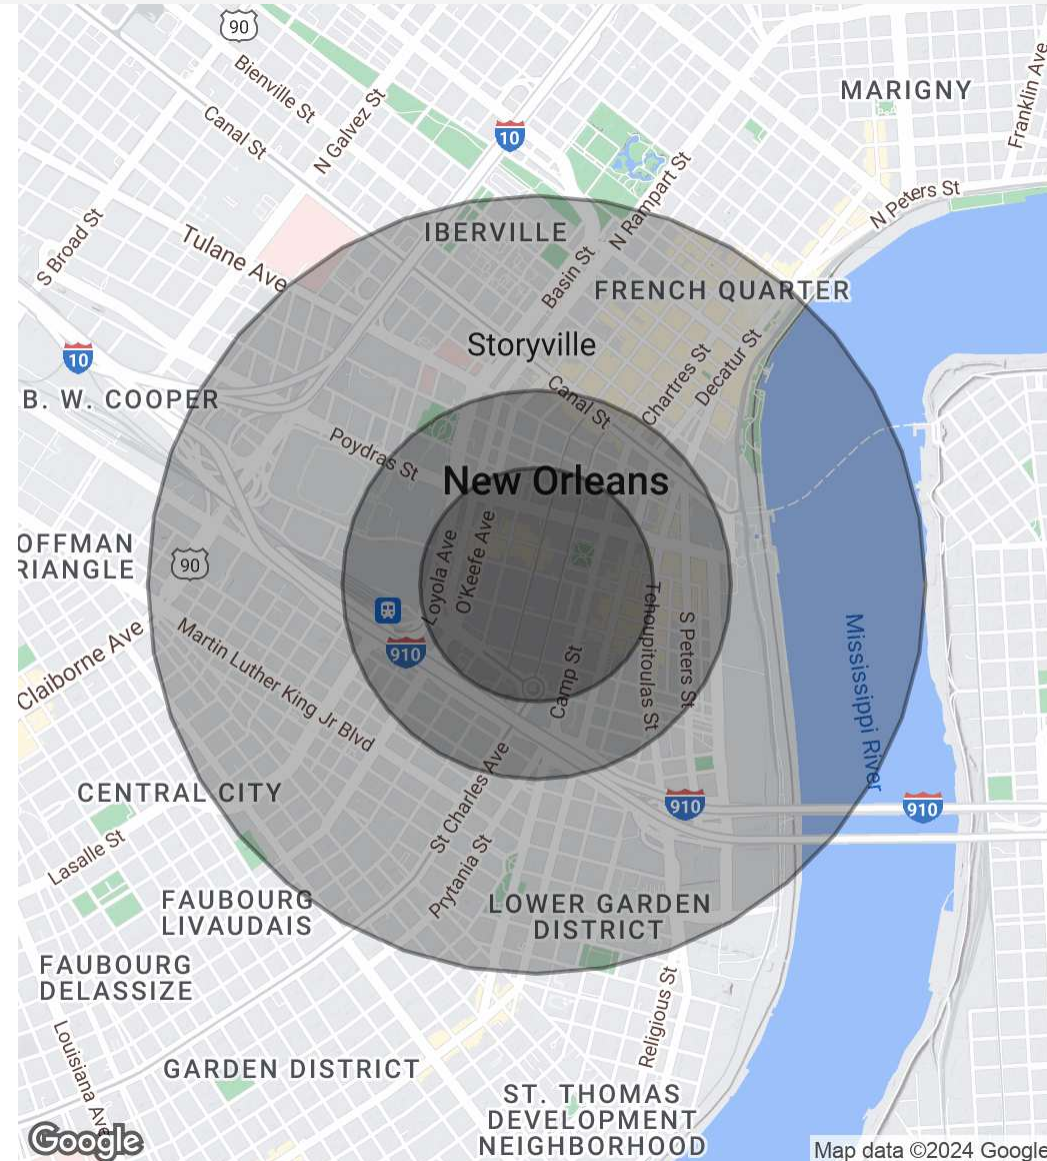 90
Bienville St
MARIGNY
Franklin Ave
Canal St
N Galvez St
10
N Rampart St
N Peters St
S Broad St
Tulane Ave
IBERVILLE
Basin St
FRENCH QUARTER
Storyville
10
Chartres St
Decatur St
B. W. COOPER
Canal St
Poydras St
New Orleans
Loyola Ave
O'Keefe Ave
OFFMAN
RIANGLE
90
Tchoupitoulas St
S Peters St
Mississippi River
Claiborne Ave
Martin Luther King Jr Blvd
910
Camp St
CENTRAL CITY
St Charles Ave
910
910
Lasalle St
Prytania St
FAUBOURG
LIVAUDAIS
LOWER GARDEN
DISTRICT
FAUBOURG
DELASSIZE
Religious St
Louisiana Ave
GARDEN DISTRICT
ST. THOMAS
DEVELOPMENT
NEIGHBORHOOD
Google
Map data ©2024 Google